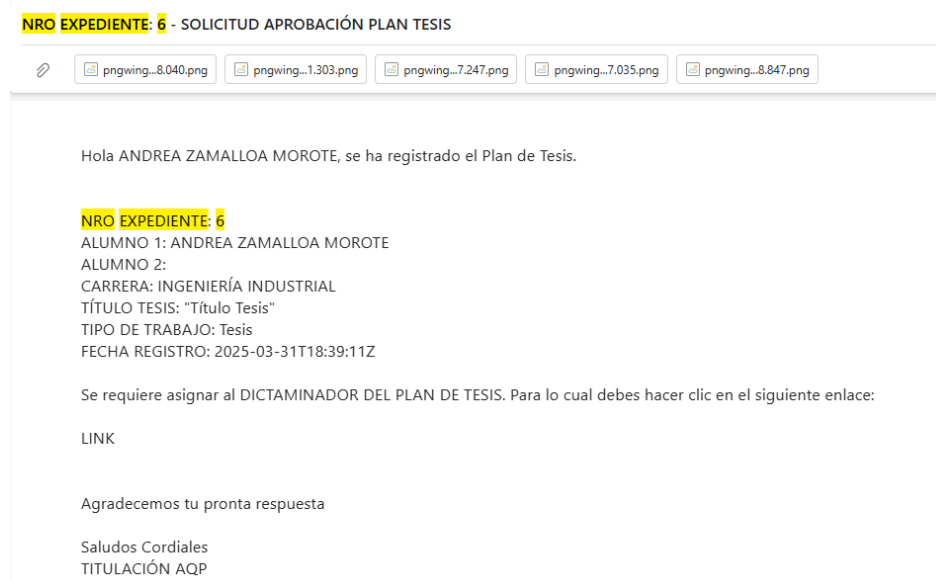 NRO EXPEDIENTE: 6 - SOLICITUD APROBACIÓN PLAN TESIS
pngwing...8.040.png pngwing...1.303.png pngwing...7.247.png pngwing...7.035.png pngwing...8.847.png
Hola ANDREA ZAMALLOA MOROTE, se ha registrado el Plan de Tesis.
NRO EXPEDIENTE: 6
ALUMNO 1: ANDREA ZAMALLOA MOROTE
ALUMNO 2:
CARRERA: INGENIERÍA INDUSTRIAL
TÍTULO TESIS: "Título Tesis"
TIPO DE TRABAJO: Tesis
FECHA REGISTRO: 2025-03-31T18:39:11Z
Se requiere asignar al DICTAMINADOR DEL PLAN DE TESIS. Para lo cual debes hacer clic en el siguiente enlace:
LINK
Agradecemos tu pronta respuesta
Saludos Cordiales
TITULACIÓN AQP